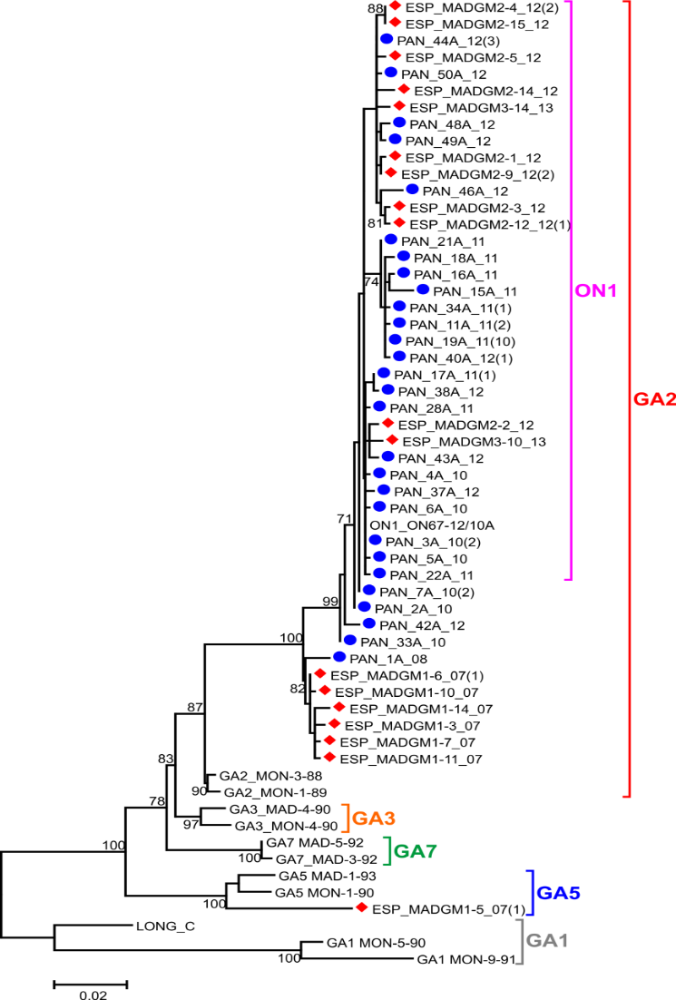 88
ESP_MADGM2-4_12(2)
ESP_MADGM2-15_12
PAN_44A_12(3)
ESP_MADGM2-5_12
PAN_50A_12
ESP_MADGM2-14_12
ESP_MADGM3-14_13
PAN_48A_12
PAN_49A_12
ESP_MADGM2-1_12
ESP_MADGM2-9_12(2)
PAN_46A_12
ESP_MADGM2-3_12
81
ESP_MADGM2-12_12(1)
PAN_21A_11
PAN_18A_11
PAN_16A_11
74
PAN_15A_11
ON1
PAN_34A_11(1)
PAN_11A_11(2)
PAN_19A_11(10)
PAN_40A_12(1)
PAN_17A_11(1)
PAN_38A_12
GA2
PAN_28A_11
ESP_MADGM2-2_12
ESP_MADGM3-10_13
PAN_43A_12
PAN_4A_10
PAN_37A_12
PAN_6A_10
71
ON1_ON67-12/10A
PAN_3A_10(2)
PAN_5A_10
PAN_22A_11
PAN_7A_10(2)
99
PAN_2A_10
PAN_42A_12
100
PAN_33A_10
PAN_1A_08
ESP_MADGM1-6_07(1)
82
ESP_MADGM1-10_07
87
ESP_MADGM1-14_07
ESP_MADGM1-3_07
ESP_MADGM1-7_07
83
ESP_MADGM1-11_07
GA2_MON-3-88
90
GA2_MON-1-89
78
GA3_MAD-4-90
97
GA3_MON-4-90
GA3
100
GA7 MAD-5-92
100
GA7_MAD-3-92
GA7
GA5 MAD-1-93
GA5 MON-1-90
GA5
100
ESP_MADGM1-5_07(1)
LONG_C
GA1 MON-5-90
GA1
100
GA1 MON-9-91
0.02